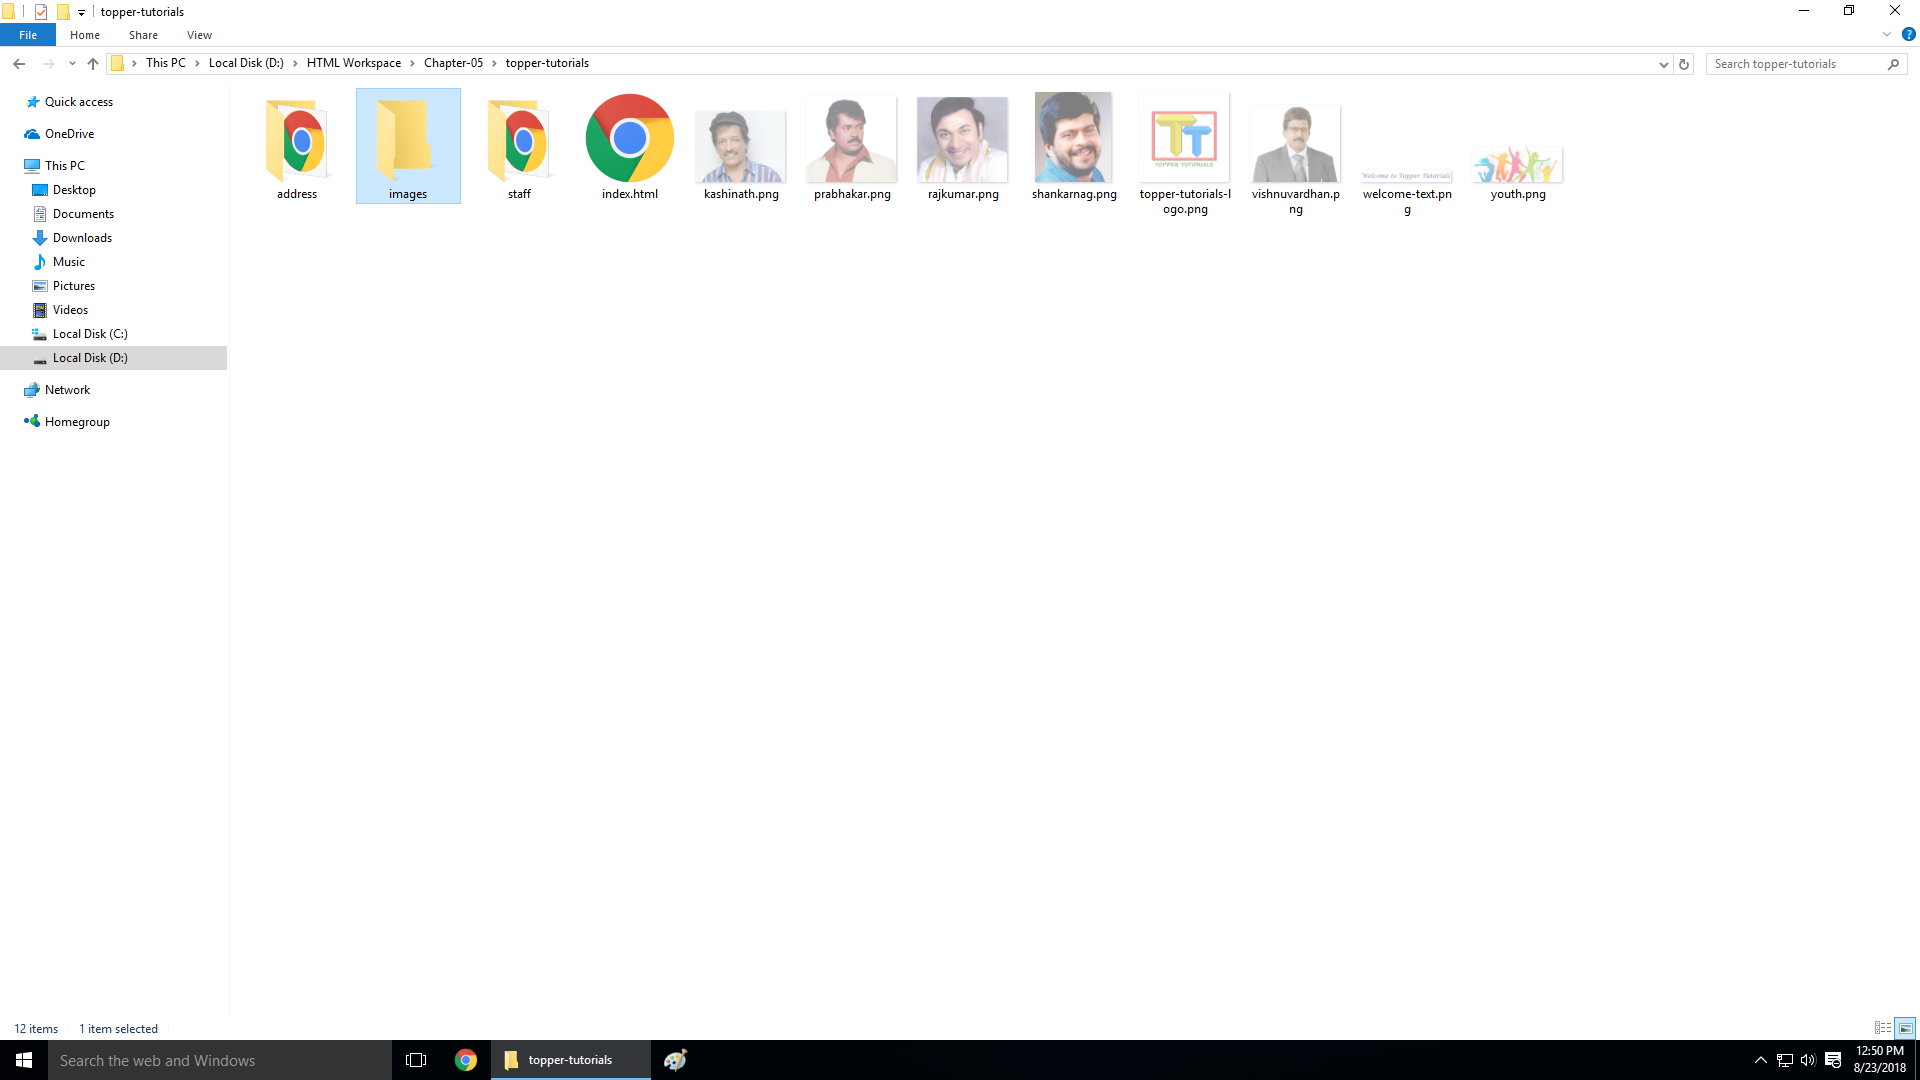 topper-tutorials
File Home Share View
This PC Local Disk (D:) HTML Workspace Chapter-05 topper-tutorials
Search topper-tutorials
Quick access
OneDrive
This PC
Desktop
Documents
Downloads
Music
Pictures
Videos
Local Disk (C:)
Local Disk (D:)
Network
Homegroup
address
images
staff
index.html
kashinath.png
prabhakar.png
rajkumar.png
shankarnag.png
TT
TOPPER TUTORIALS
topper-tutorials-l
ogo.png
vishnuvardhan.p
ng
Welcome to Topper Tutorials
welcome-text.pn
g
youth.png
12 items 1 item selected
Search the web and Windows
topper-tutorials
12:50 PM
8/23/2018